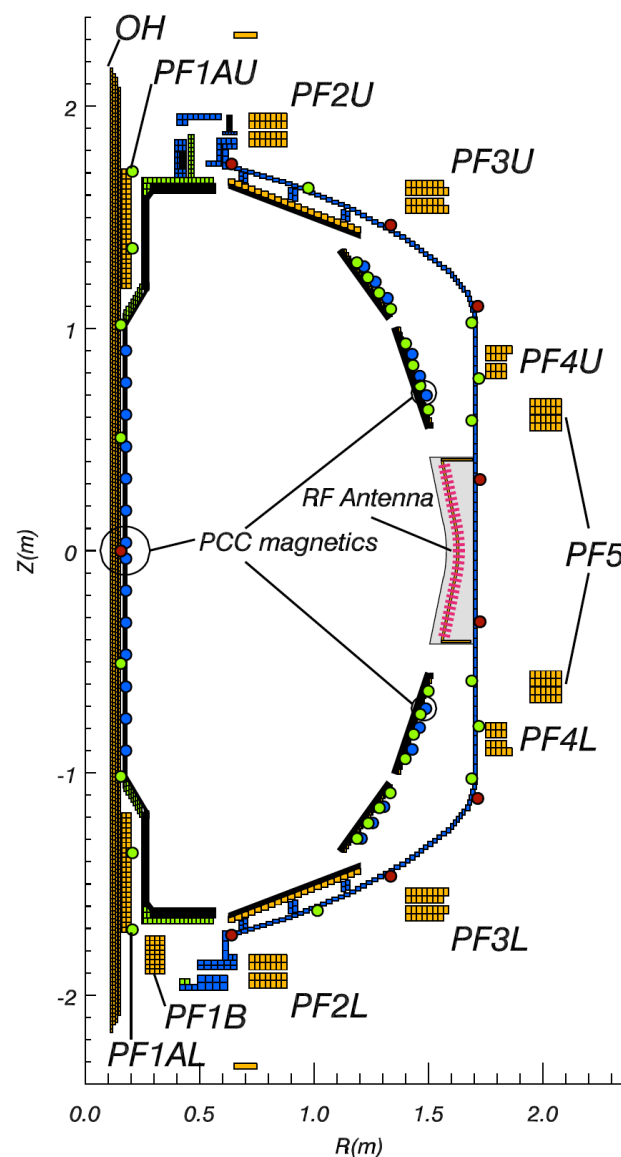 OH
PF1AU
PF2U
PF3U
2
1
PF4U
RF Antenna
PCC magnetics
Z(m)
0
PF5
PF4L
-1
PF3L
PF2L
PF1B
-2
PF1AL
0.0 0.5 1.0 1.5 2.0
R(m)